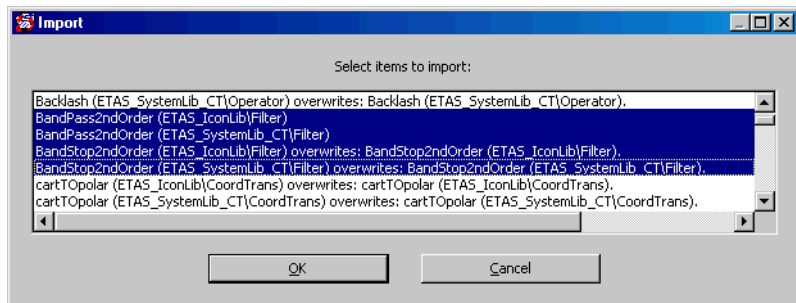 Import
Select items to import:
Backlash (ETAS_SystemLib_CT\Operator) overwrites: Backlash (ETAS_SystemLib_CT\Operator).
BandPass2ndOrder (ETAS_IconLib\Filter)
BandPass2ndOrder (ETAS_SystemLib_CT\Filter)
BandStop2ndOrder (ETAS_IconLib\Filter) overwrites: BandStop2ndOrder (ETAS_IconLib\Filter).
BandStop2ndOrder (ETAS_SystemLib_CT\Filter) overwrites: BandStop2ndOrder (ETAS_SystemLib_CT\Filter).
cartTOpolar (ETAS_IconLib\CoordTrans) overwrites: cartTOpolar (ETAS_IconLib\CoordTrans).
cartTOpolar (ETAS_SystemLib_CT\CoordTrans) overwrites: cartTOpolar (ETAS_SystemLib_CT\CoordTrans).
OK Cancel